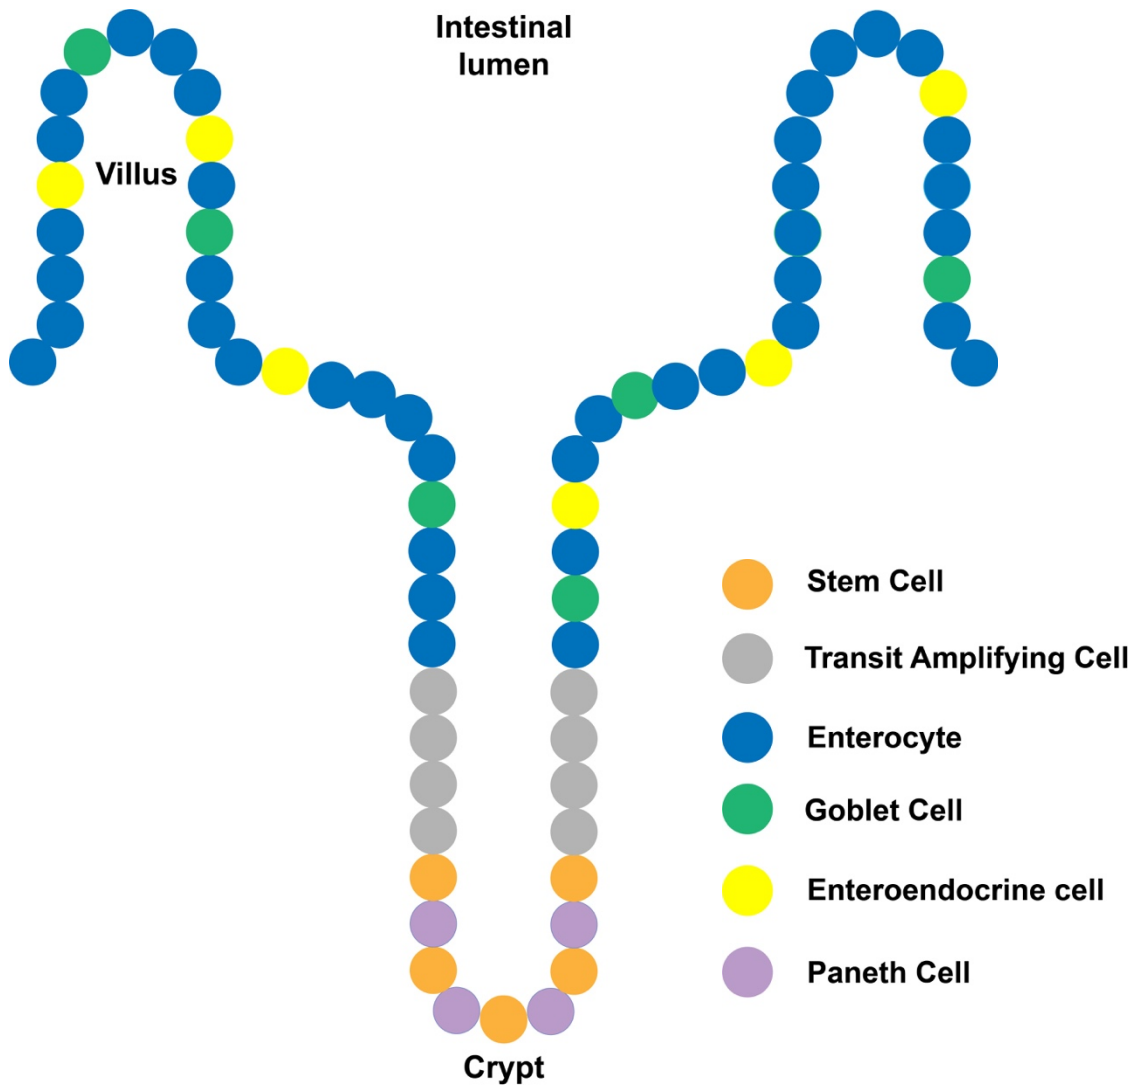 Intestinal
lumen
Villus
Stem Cell
Transit Amplifying Cell
Enterocyte
Goblet Cell
Enteroendocrine cell
Paneth Cell
Crypt